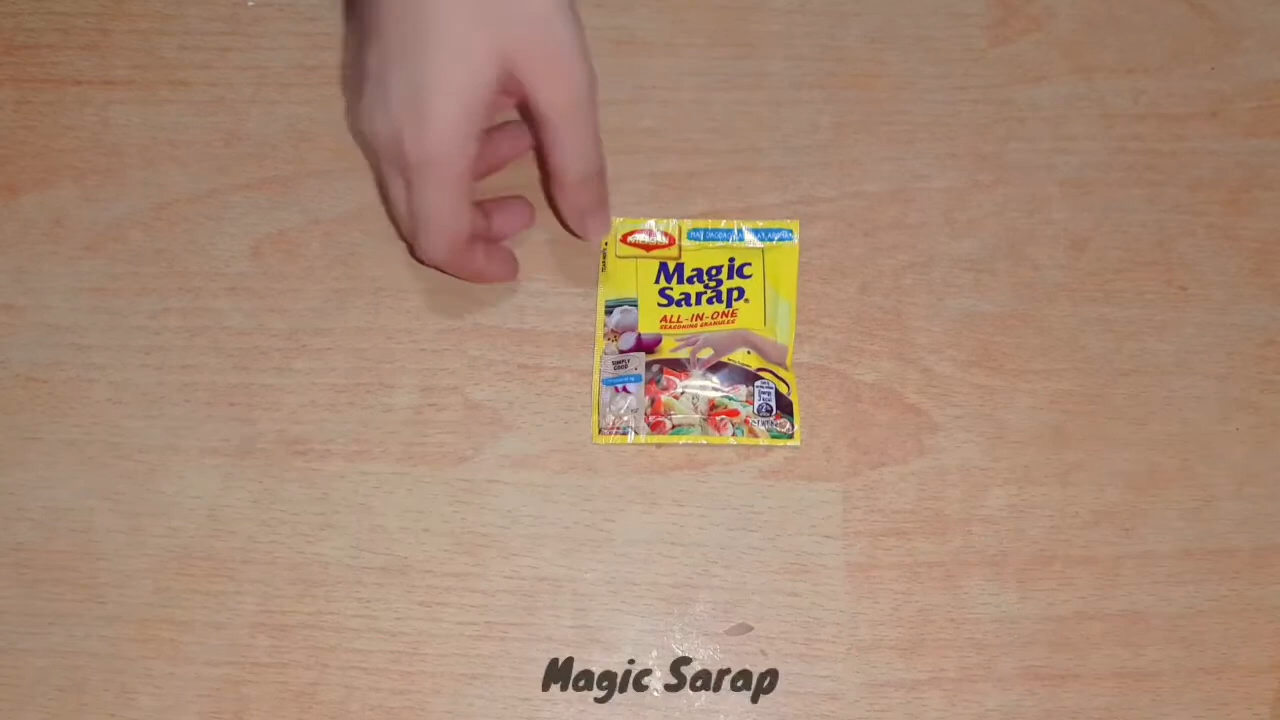 MAGGI
Magic
Sarap
ALL-IN-ONE
SEASONING GRANULES
SIMPLY
GOOD
Magic Sarap